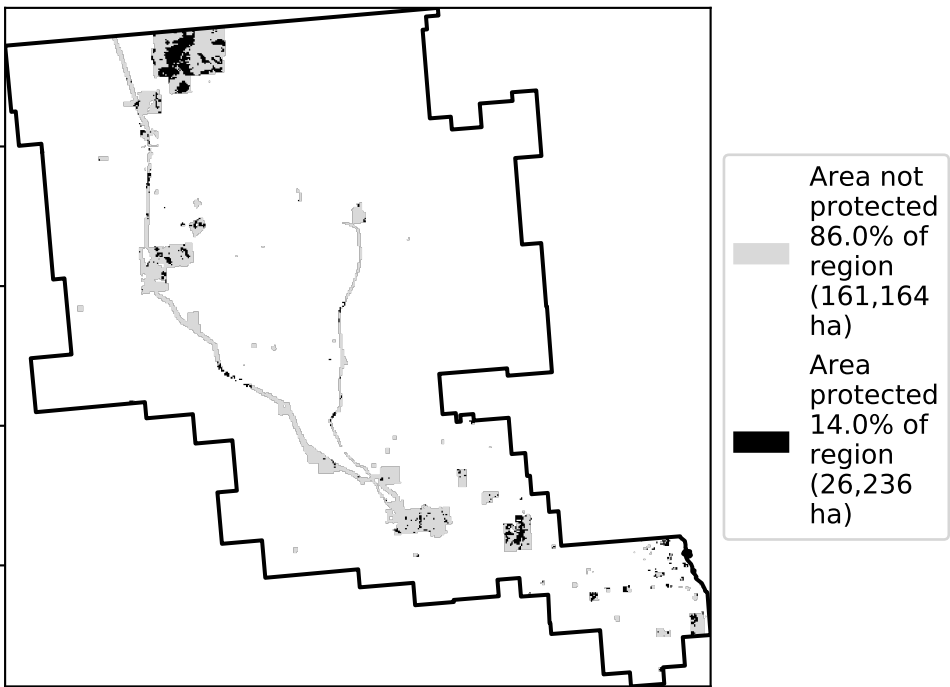 Area not
protected
86.0% of
region
(161,164
ha)
Area
protected
14.0% of
region
(26,236
ha)